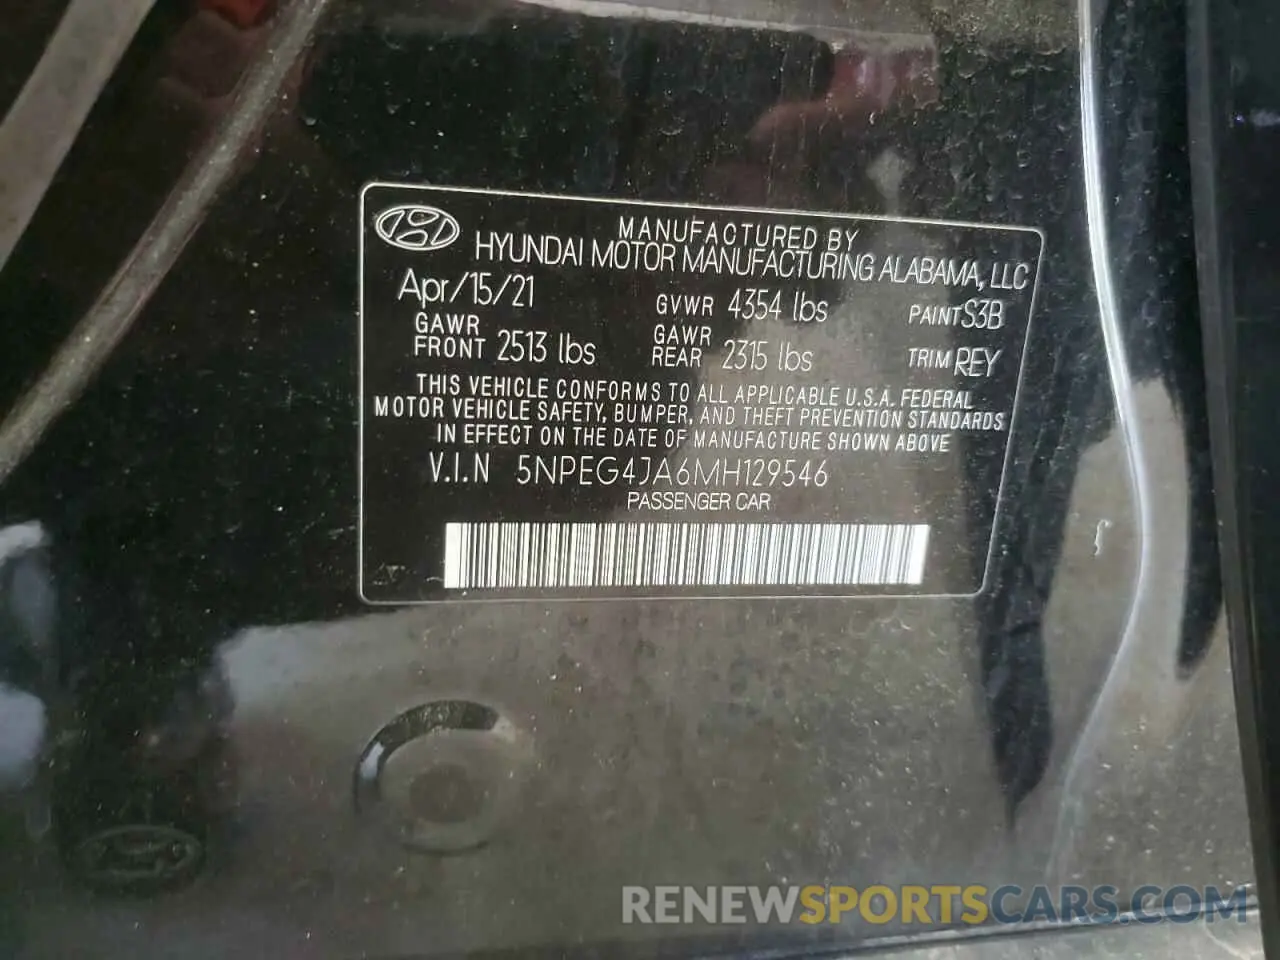 MANUFACTURED BY
HYUNDAI MOTOR MANUFACTURING ALABAMA, LLC
Apr/15/21 GVWR 4354 lbs PAINT S3B
GAWR FRONT 2513 lbs GAWR REAR 2315 lbs TRIM REY
THIS VEHICLE CONFORMS TO ALL APPLICABLE U.S.A. FEDERAL
MOTOR VEHICLE SAFETY, BUMPER, AND THEFT PREVENTION STANDARDS
IN EFFECT ON THE DATE OF MANUFACTURE SHOWN ABOVE
V.I.N 5NPEG4JA6MH129546
PASSENGER CAR
RENEWSPORTSCARS.COM